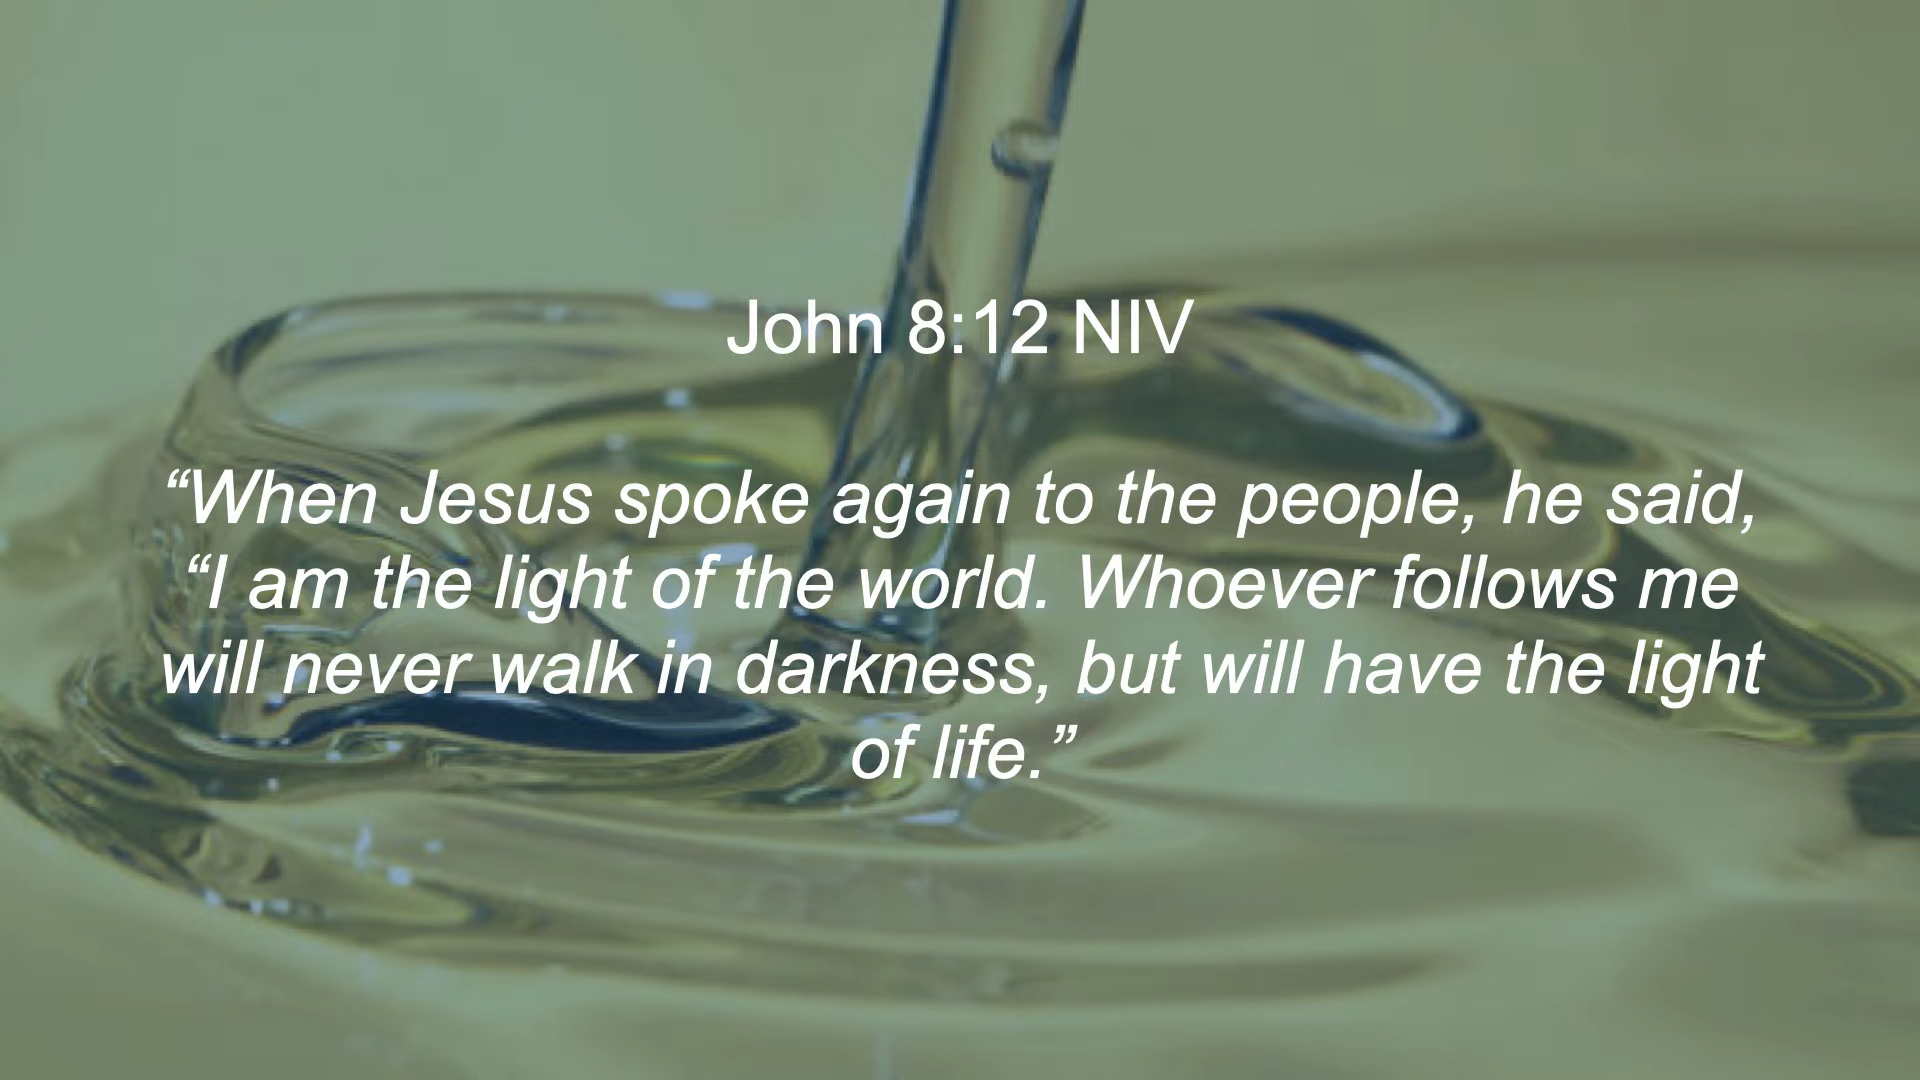 John 8:12 NIV
“When Jesus spoke again to the people, he said,
“I am the light of the world. Whoever follows me
will never walk in darkness, but will have the light
of life.”